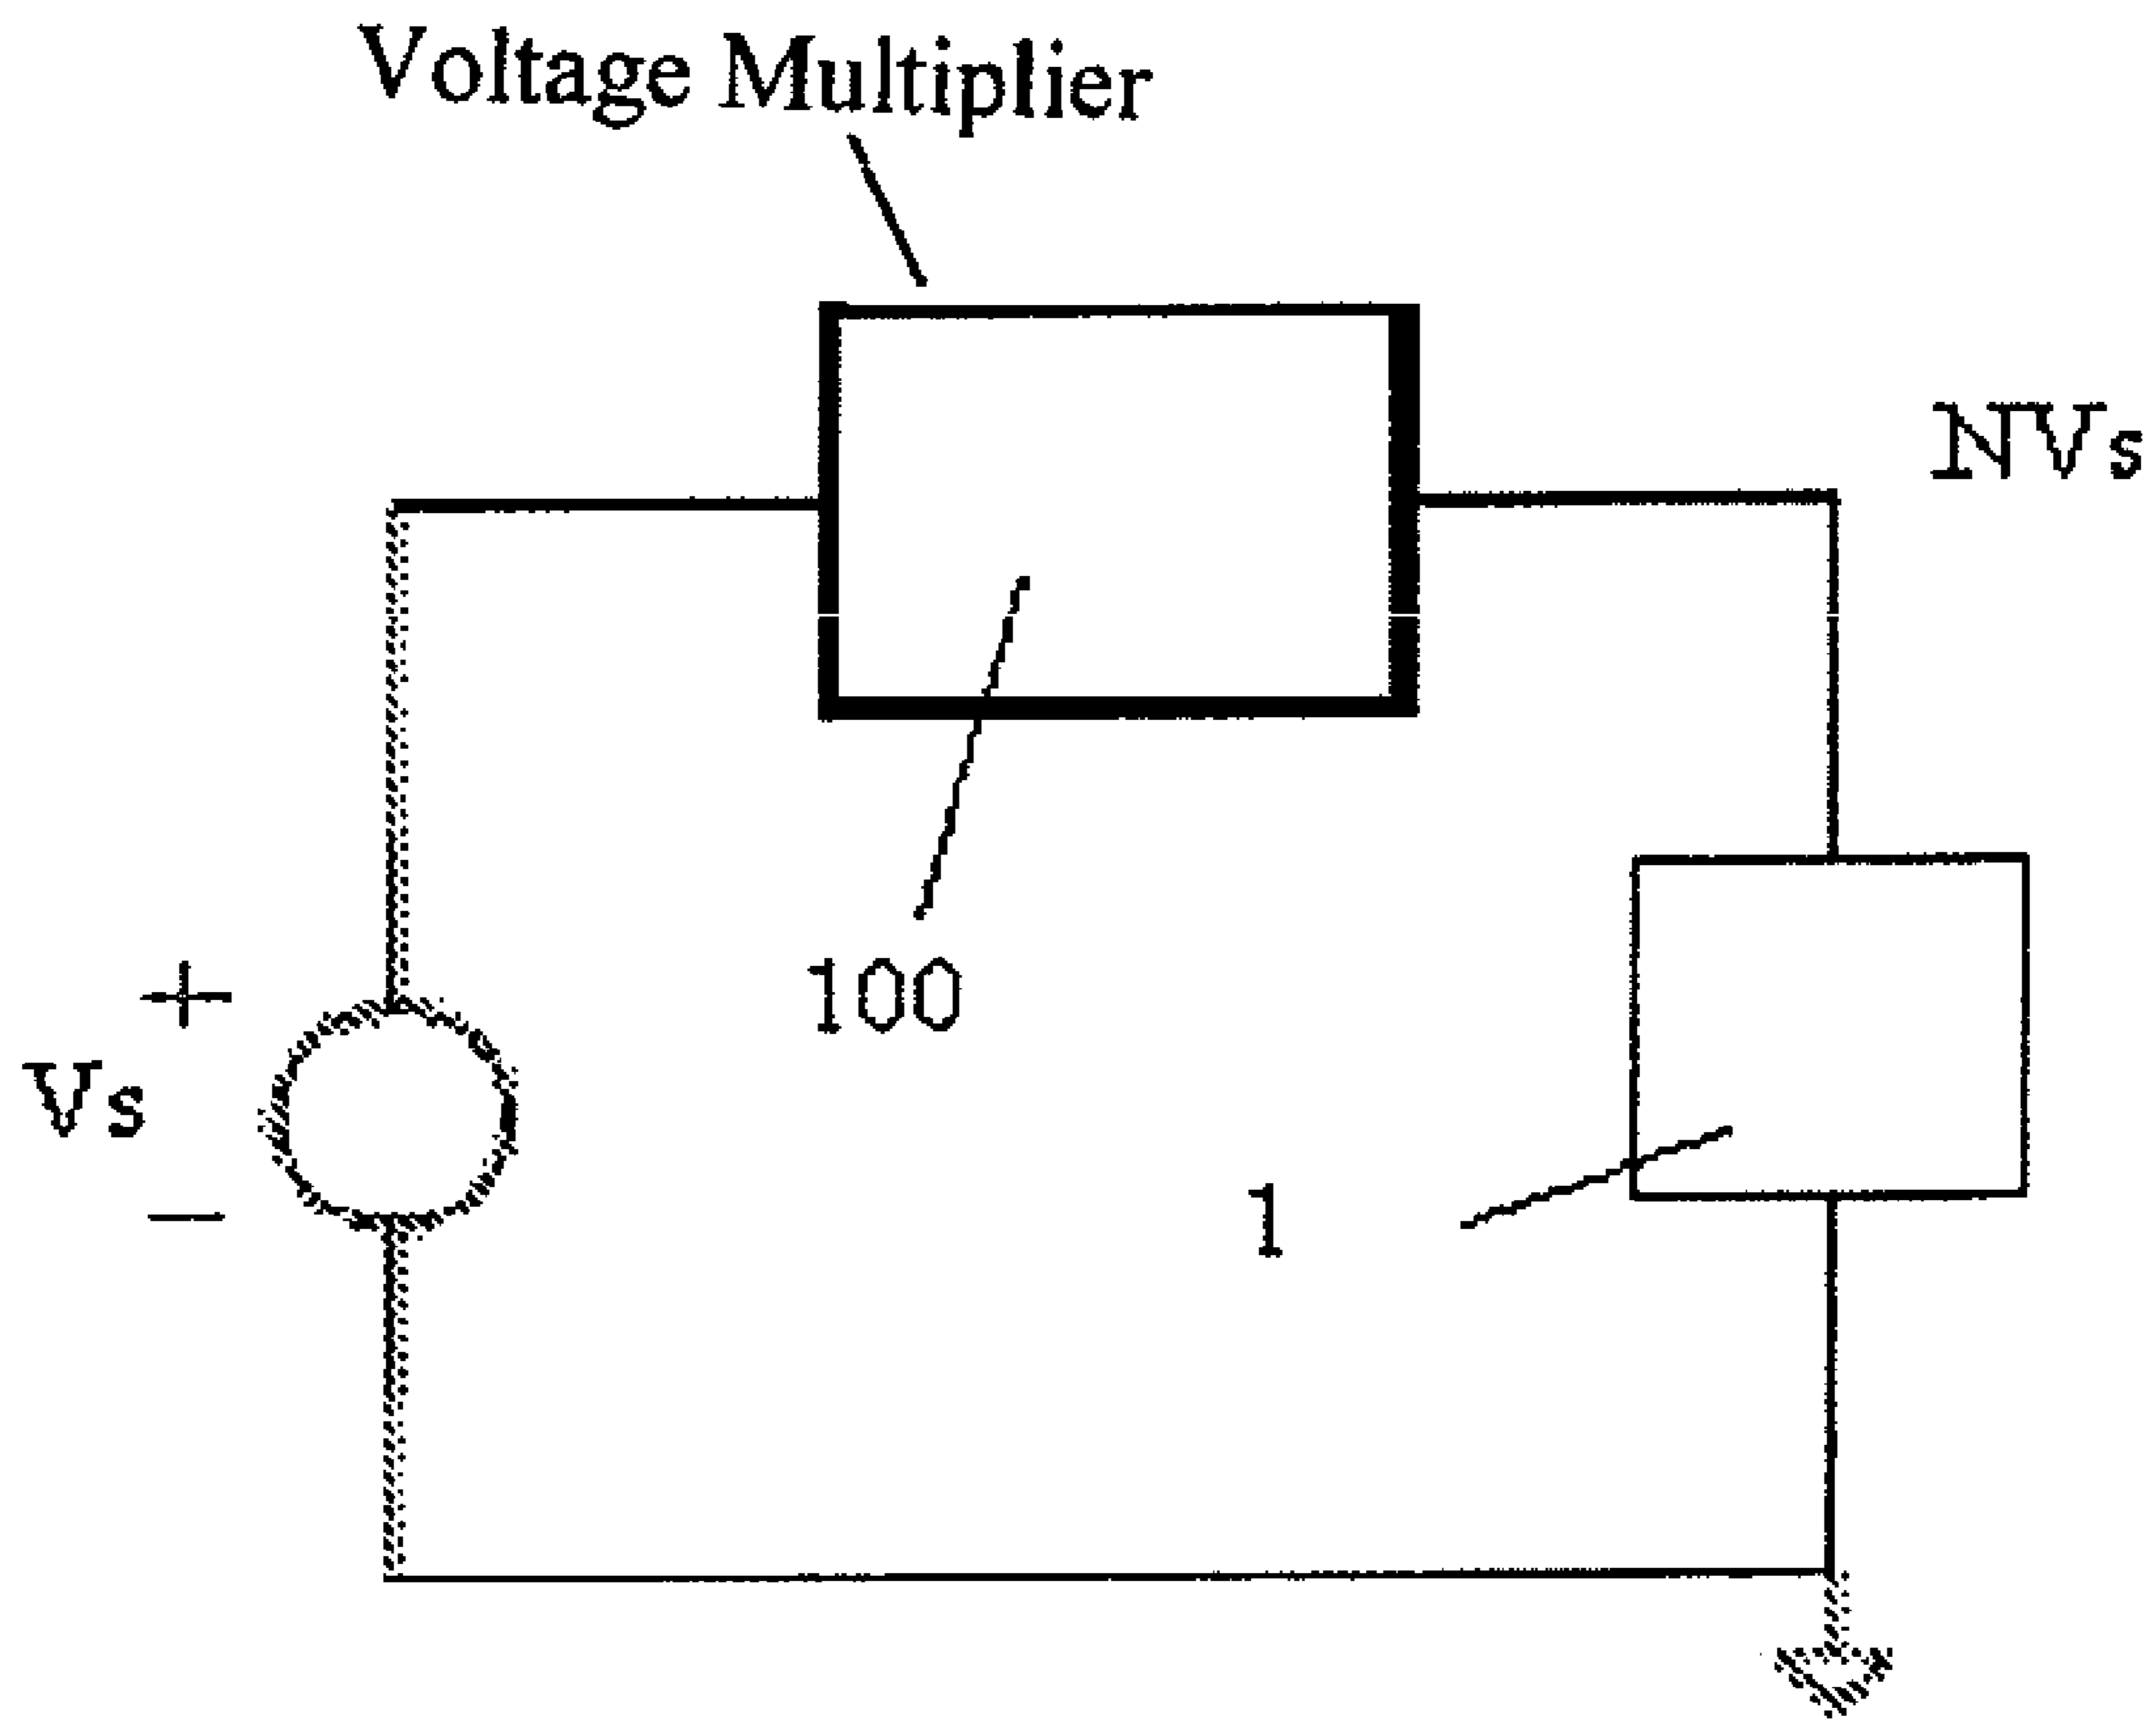 Voltage Multiplier
NVs
100
+
Vs
1
−